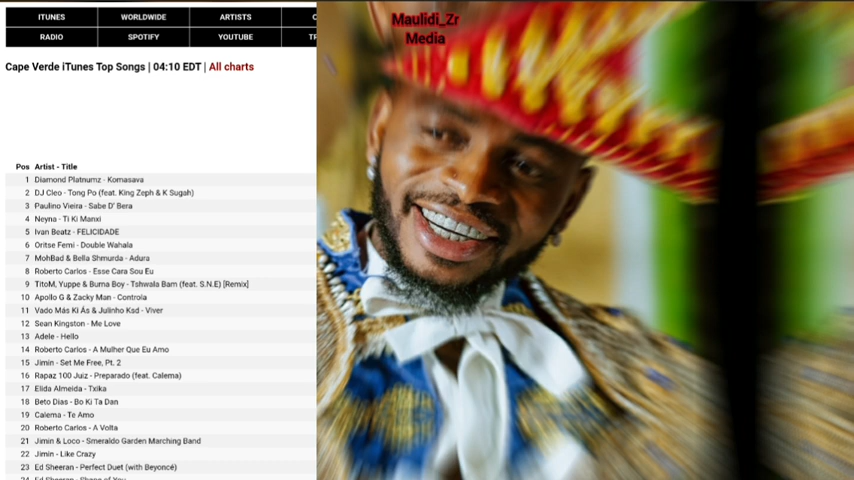 ITUNES WORLDWIDE ARTISTS
RADIO SPOTIFY YOUTUBE
Cape Verde iTunes Top Songs | 04:10 EDT | All charts
Pos Artist - Title
1 Diamond Platnumz - Komasava
2 DJ Cleo - Tong Po (feat. King Zeph & K Sugah)
3 Paulino Vieira - Sabe D' Bera
4 Neyna - Ti Ki Manxi
5 Ivan Beatz - FELICIDADE
6 Oritse Femi - Double Wahala
7 MohBad & Bella Shmurda - Adura
8 Roberto Carlos - Esse Cara Sou Eu
9 TitoM, Yuppe & Burna Boy - Tshwala Bam (feat. S.N.E) [Remix]
10 Apollo G & Zacky Man - Controla
11 Vado Más Ki Ás & Julinho Ksd - Viver
12 Sean Kingston - Me Love
13 Adele - Hello
14 Roberto Carlos - A Mulher Que Eu Amo
15 Jimin - Set Me Free, Pt. 2
16 Rapaz 100 Juiz - Preparado (feat. Calema)
17 Elida Almeida - Txika
18 Beto Dias - Bo Ki Ta Dan
19 Calema - Te Amo
20 Roberto Carlos - A Volta
21 Jimin & Loco - Smeraldo Garden Marching Band
22 Jimin - Like Crazy
23 Ed Sheeran - Perfect Duet (with Beyoncé)
24 Ed Sheeran - Shape of You
Maulidi_Zr
Media